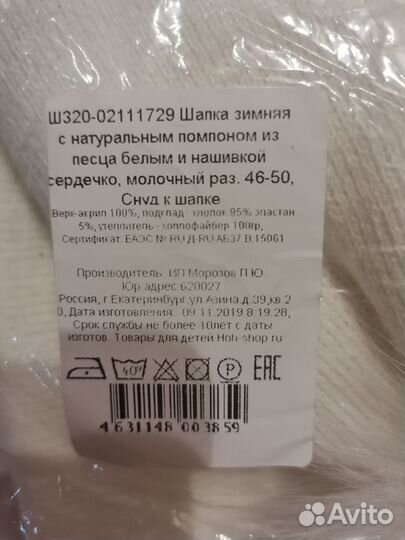 Ш320-02111729 Шапка зимняя
с натуральным помпоном из
песца белым и нашивкой
сердечко, молочный раз. 46-50,
Снуд к шапке
Верх-акрил 100%, подклад - хлопок 95% эластан
5%, утеплитель - холлофайбер 100гр,
Сертификат: ЕАЭС № RU Д-RU.АБ37.В.15061
Производитель: ИП Морозов П.Ю.
Юр.адрес:620027
Россия, г.Екатеринбург,ул.Азина д.39,кв.2
0, Дата изготовления: 09.11.2019 8:19:28,
Срок службы не более 10лет с даты
изготов. Товары для детей Hoh-shop.ru
40° P EAC
4 631148 003859
Avito